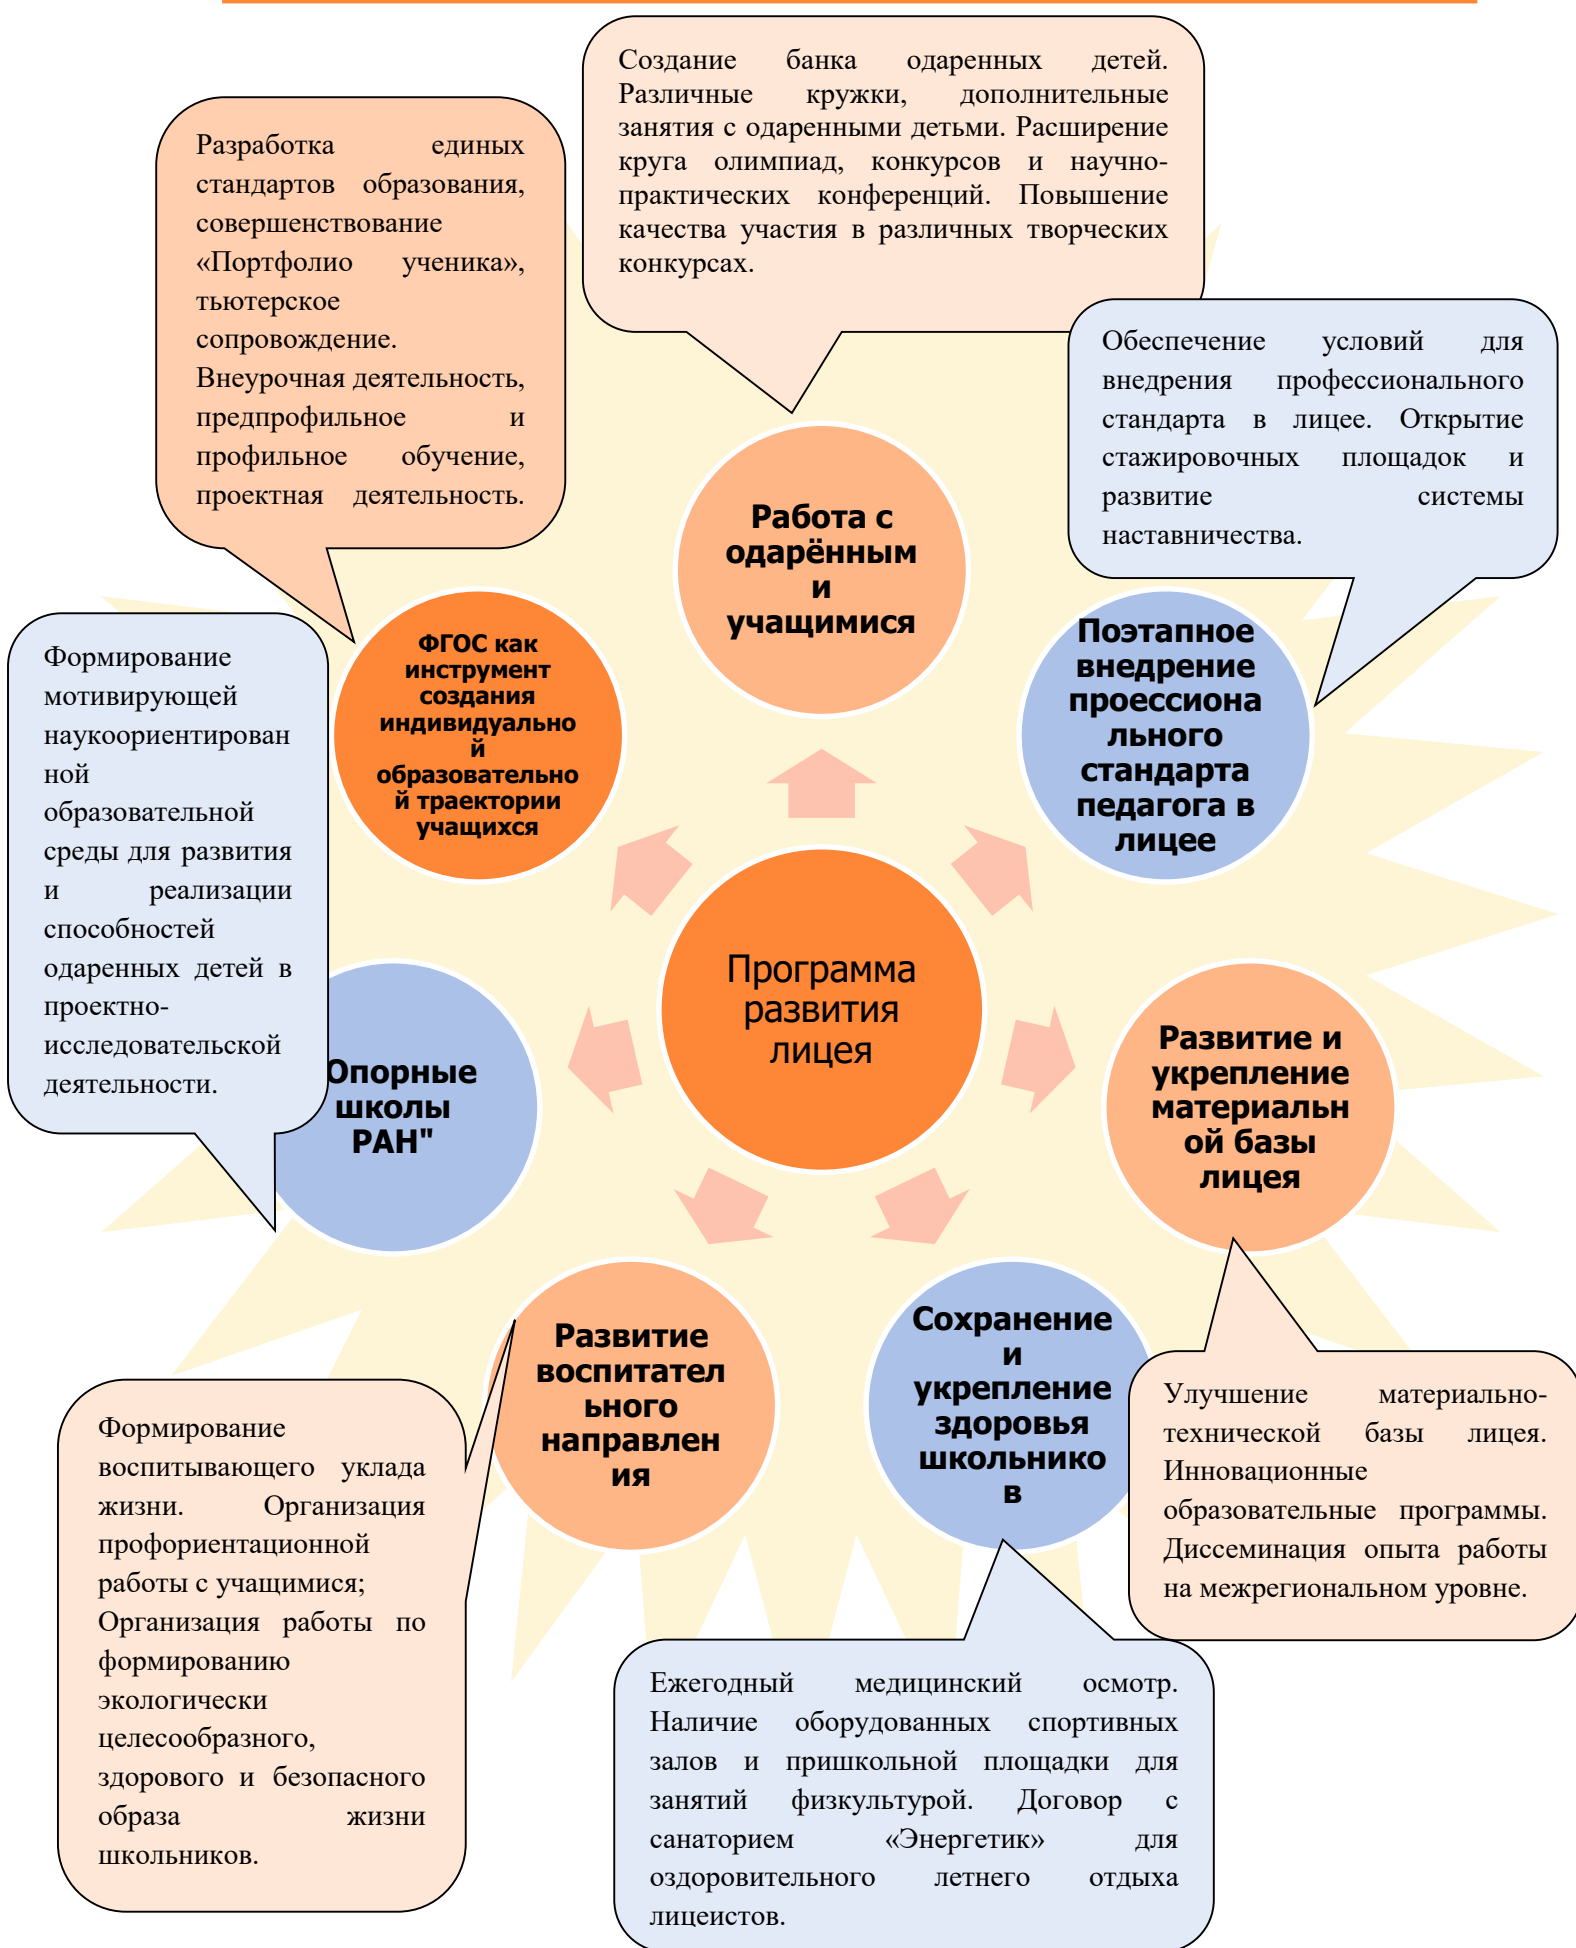 Создание банка одаренных детей.
Различные кружки, дополнительные
занятия с одаренными детьми. Расширение
круга олимпиад, конкурсов и научно-
практических конференций. Повышение
качества участия в различных творческих
конкурсах.
Разработка единых
стандартов образования,
совершенствование
«Портфолио ученика»,
тьютерское
сопровождение.
Внеурочная деятельность,
предпрофильное и
профильное обучение,
проектная деятельность.
Обеспечение условий для
внедрения профессионального
стандарта в лицее. Открытие
стажировочных площадок и
развитие системы
наставничества.
Работа с
одарённым
и
учащимися
ФГОС как
инструмент
создания
индивидуально
й
образовательно
й траектории
учащихся
Поэтапное
внедрение
проессиона
льного
стандарта
педагога в
лицее
Формирование
мотивирующей
наукоориентирован
ной
образовательной
среды для развития
и реализации
способностей
одаренных детей в
проектно-
исследовательской
деятельности.
Программа
развития
лицея
Опорные
школы
РАН"
Развитие и
укрепление
материальн
ой базы
лицея
Развитие
воспитател
ьного
направлен
ия
Сохранение
и
укрепление
здоровья
школьнико
в
Улучшение материально-
технической базы лицея.
Инновационные
образовательные программы.
Диссеминация опыта работы
на межрегиональном уровне.
Формирование
воспитывающего уклада
жизни. Организация
профориентационной
работы с учащимися;
Организация работы по
формированию
экологически
целесообразного,
здорового и безопасного
образа жизни
школьников.
Ежегодный медицинский осмотр.
Наличие оборудованных спортивных
залов и пришкольной площадки для
занятий физкультурой. Договор с
санаторием «Энергетик» для
оздоровительного летнего отдыха
лицеистов.